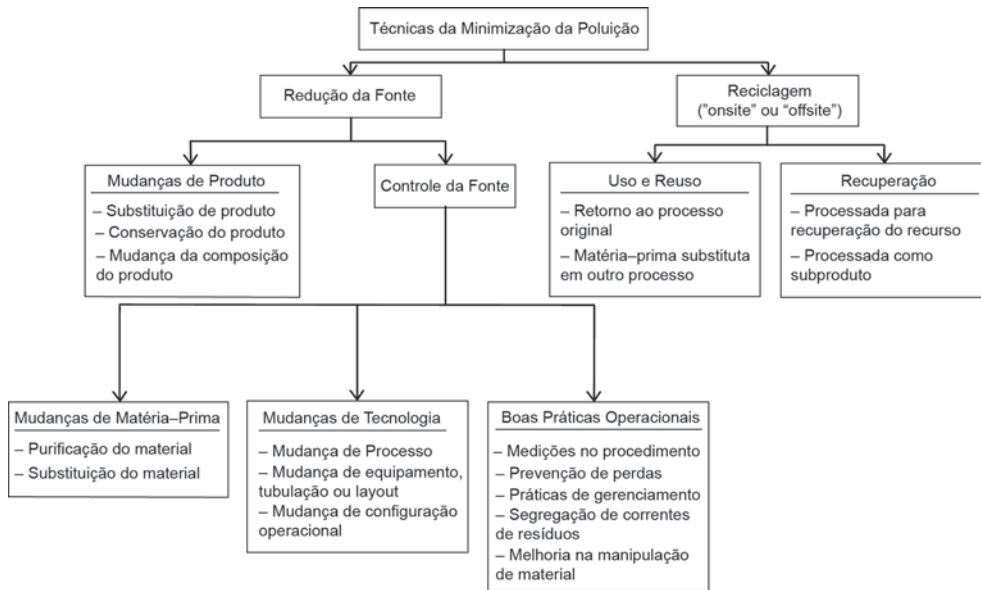 Técnicas da Minimização da Poluição
Redução da Fonte
Reciclagem
("onsite" ou “offsite”)
Mudanças de Produto
– Substituição de produto
– Conservação do produto
– Mudança da composição
do produto
Controle da Fonte
Uso e Reuso
– Retorno ao processo
original
– Matéria–prima substituta
em outro processo
Recuperação
– Processada para
recuperação do recurso
– Processada como
subproduto
Mudanças de Matéria–Prima
– Purificação do material
– Substituição do material
Mudanças de Tecnologia
– Mudança de Processo
– Mudança de equipamento,
tubulação ou layout
– Mudança de configuração
operacional
Boas Práticas Operacionais
– Medições no procedimento
– Prevenção de perdas
– Práticas de gerenciamento
– Segregação de correntes
de resíduos
– Melhoria na manipulação
de material